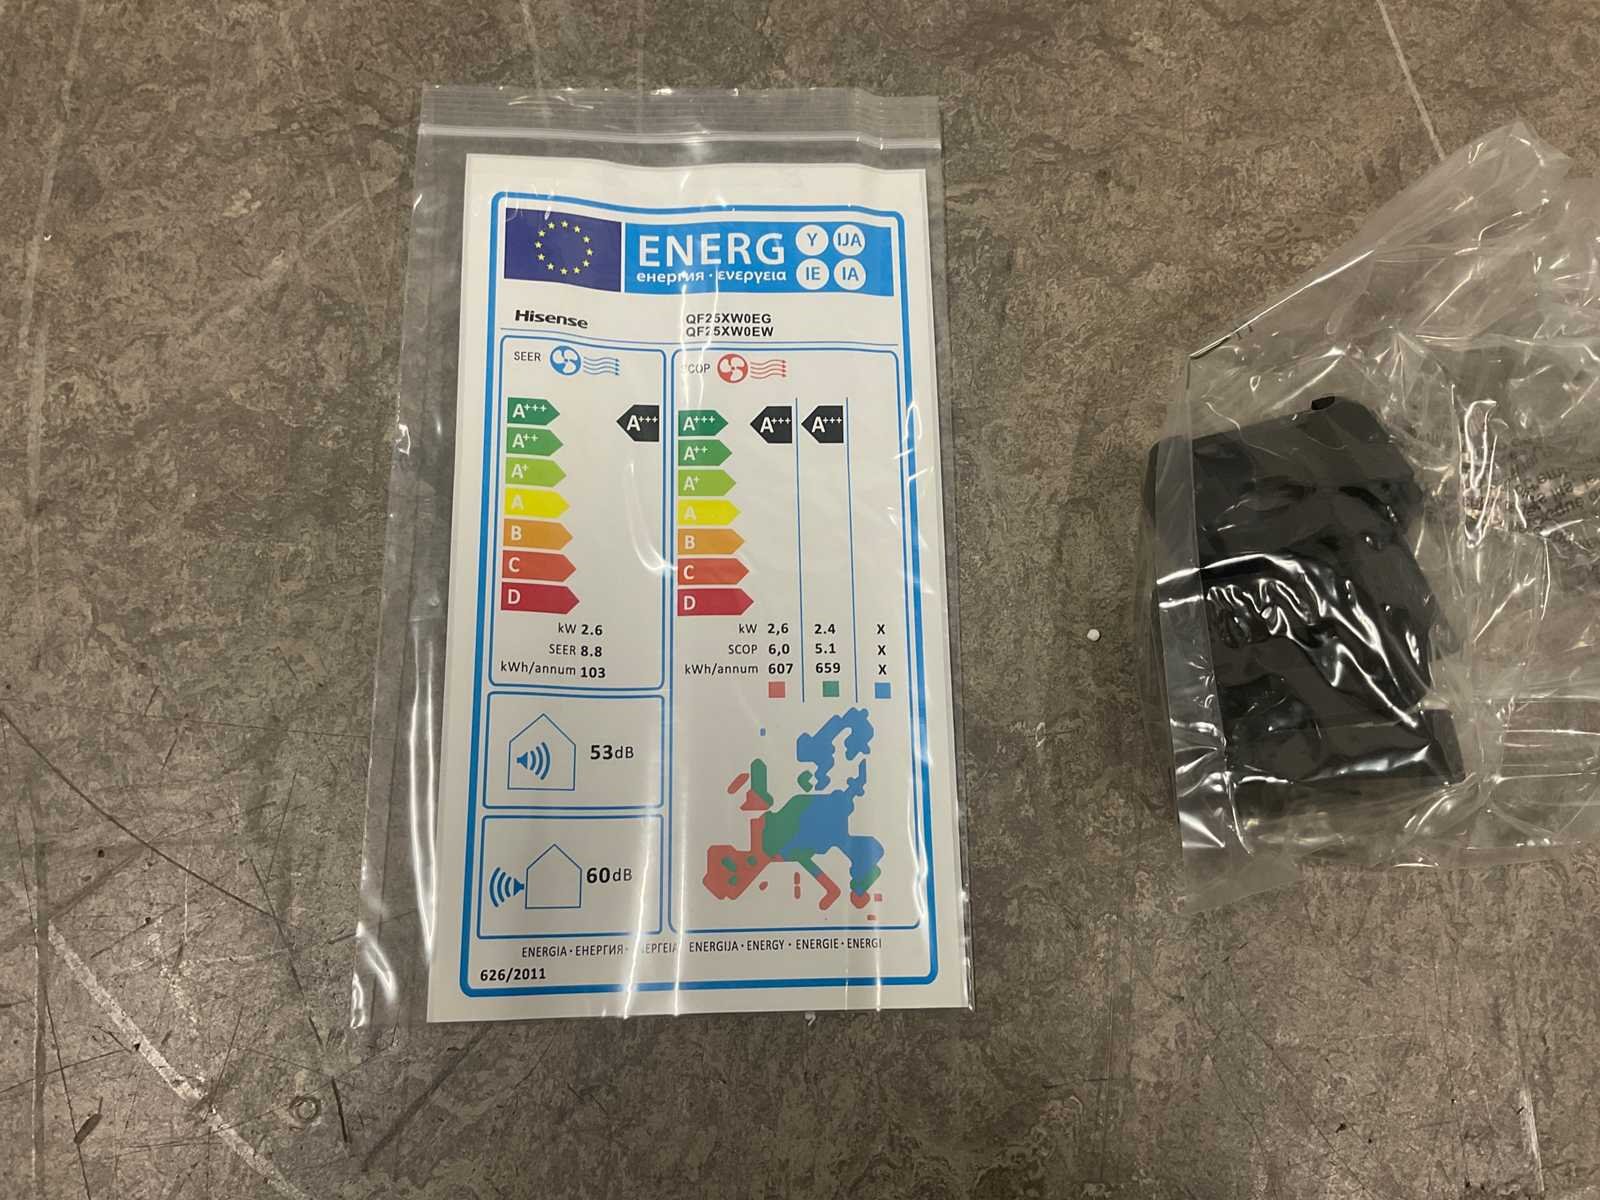 ENERG Y IJA
енергия · ενεργεια IE IA
Hisense
QF25XW0EG
QF25XW0EW
SEER
A+++
A+++
A++
A+
A
B
C
D
kW 2.6
SEER 8.8
kWh/annum 103
SCOP
A+++
A+++
A+++
A++
A+
A
B
C
D
kW 2,6 2.4 X
SCOP 6,0 5.1 X
kWh/annum 607 659 X
53dB
60dB
ENERGIA · ЕНЕРГИЯ · ΕΝΕΡΓΕΙΑ · ENERGIJA · ENERGY · ENERGIE · ENERGI
626/2011